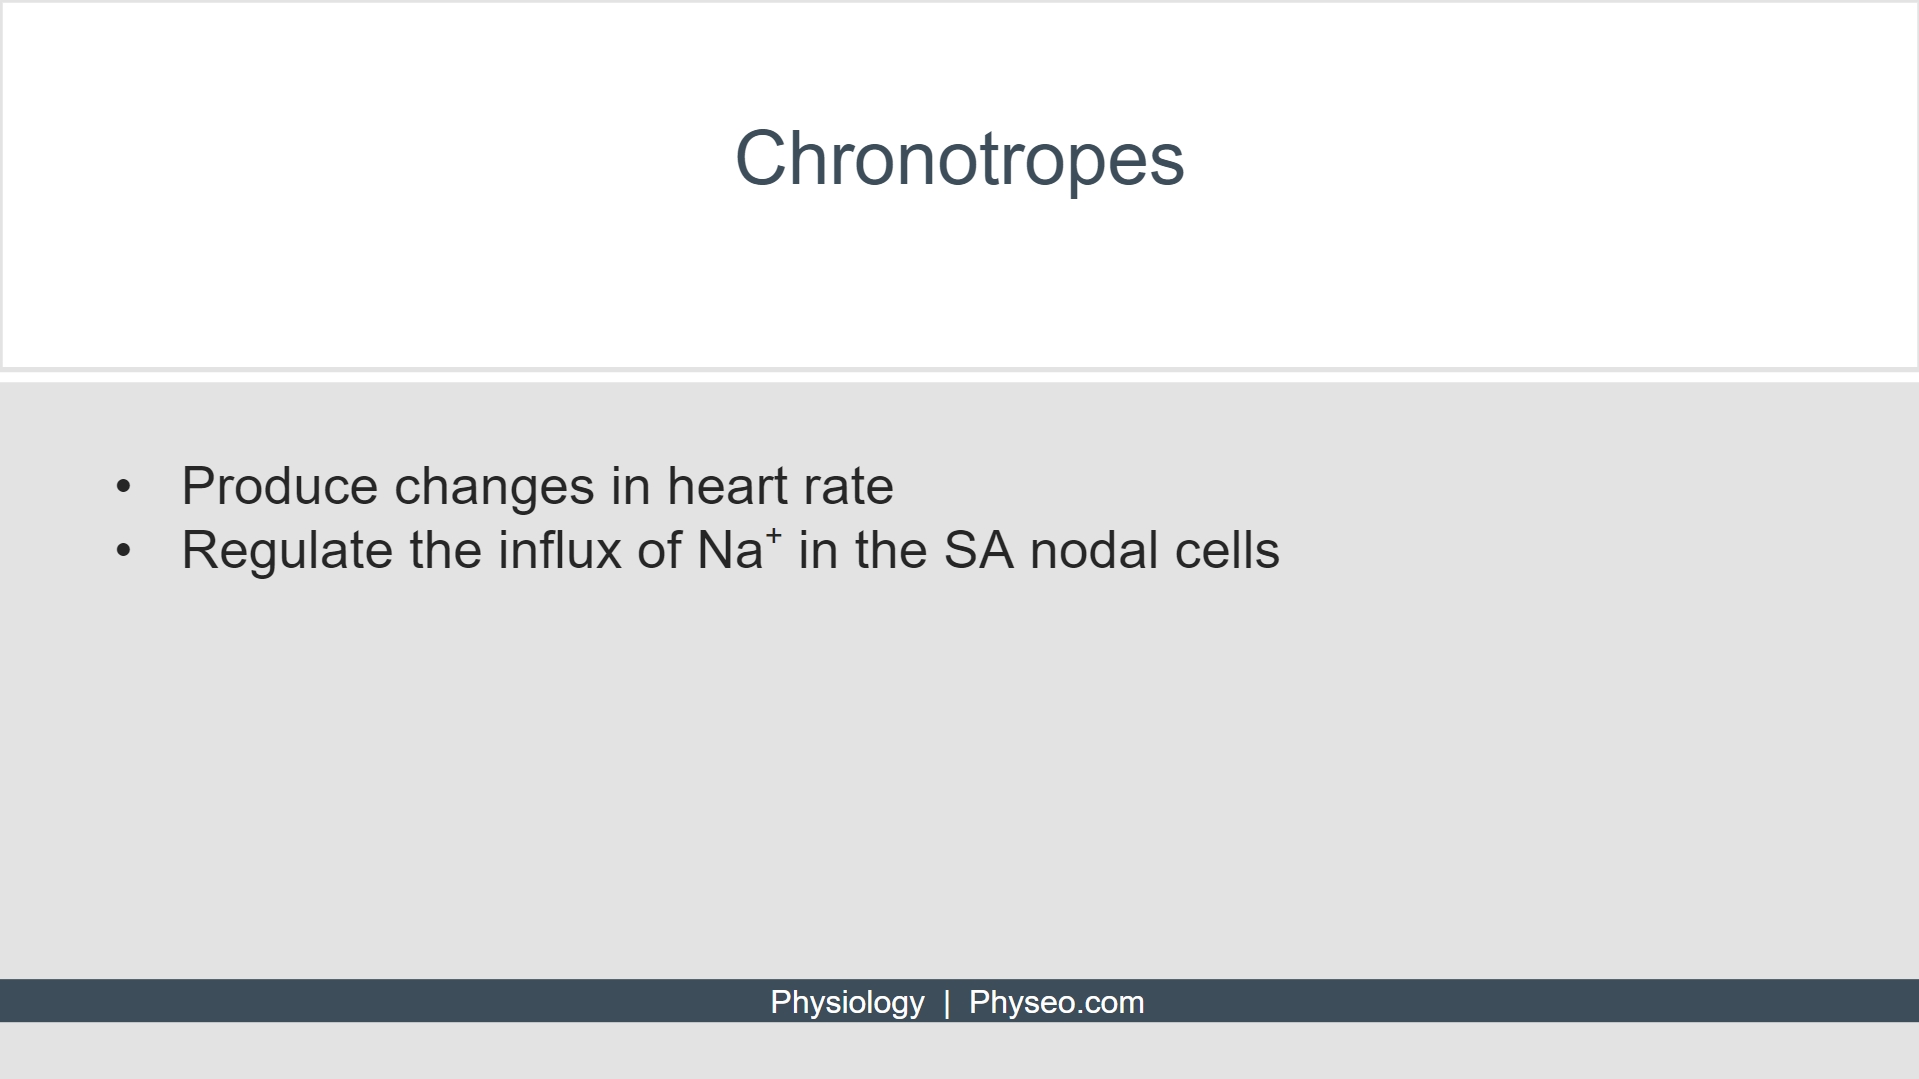 Chronotropes
• Produce changes in heart rate
• Regulate the influx of Na⁺ in the SA nodal cells
Physiology | Physeo.com